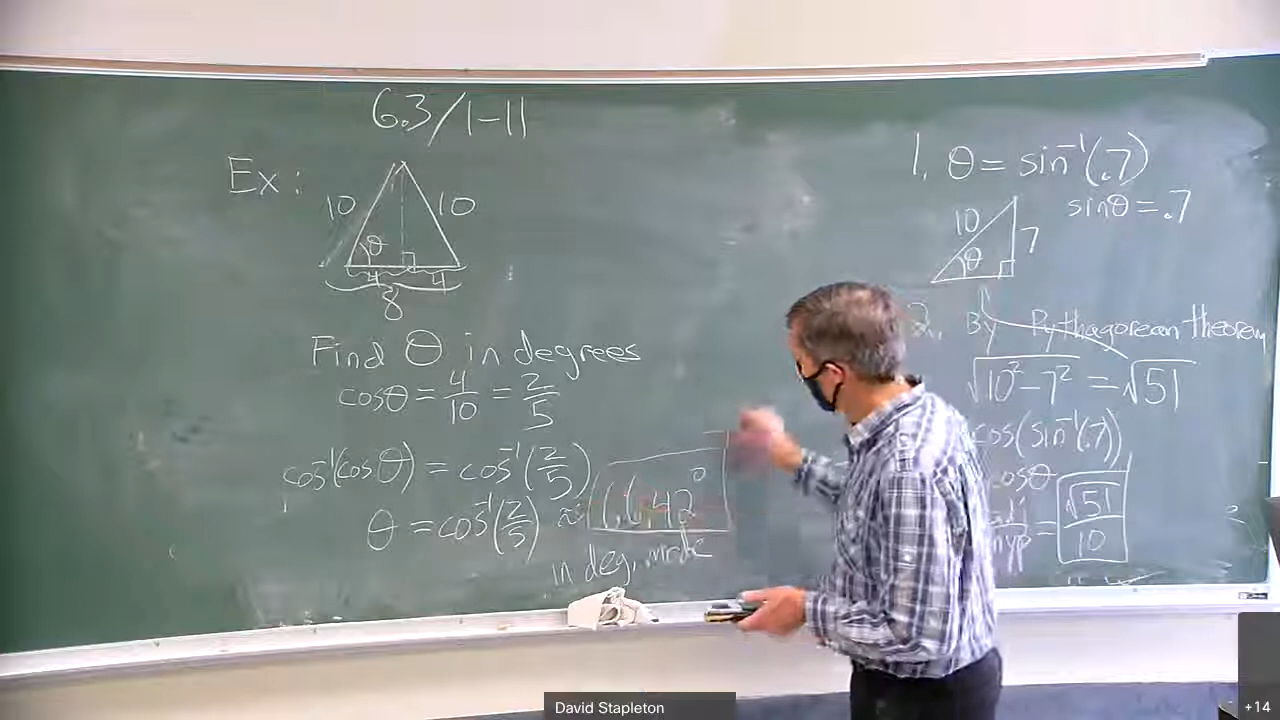 6.3/1-11
Ex:
10
10
θ
4 4
8
Find θ in degrees
cosθ = 4/10 = 2/5
cos⁻¹(cos θ) = cos⁻¹(2/5)
θ = cos⁻¹(2/5) ≈ 66.42°
in deg. mode
1. θ = sin⁻¹(.7)
sinθ = .7
10
7
θ
2. By Pythagorean theorem
√10²-7² = √51
cos(sin⁻¹(.7))
cosθ
hyp = √51/10
David Stapleton
+14